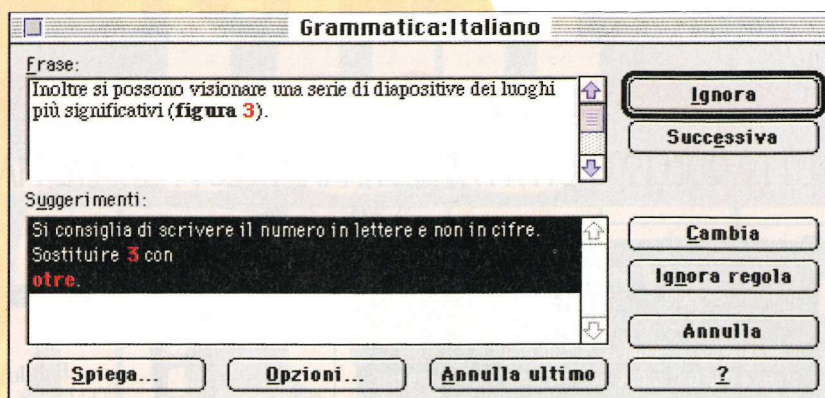 Grammatica:Italiano
Frase:
Inoltre si possono visionare una serie di diapositive dei luoghi
più significativi (figura 3).
Ignora
Successiva
Suggerimenti:
Si consiglia di scrivere il numero in lettere e non in cifre.
Sostituire 3 con
otre.
Cambia
Ignora regola
Annulla
Spiega...
Opzioni...
Annulla ultimo
?